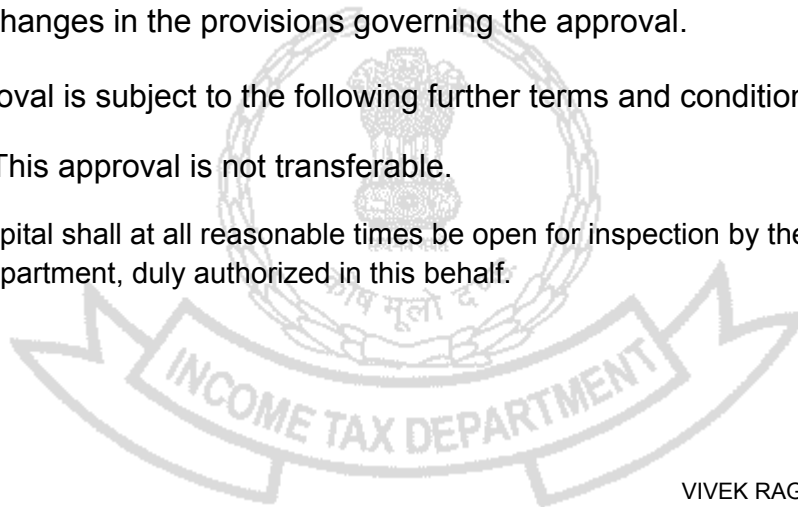 hanges in the provisions governing the approval.
oval is subject to the following further terms and condition
This approval is not transferable.
pital shall at all reasonable times be open for inspection by the
partment, duly authorized in this behalf.
कोष मूलो दण्डः
INCOME TAX DEPARTMENT
VIVEK RAG